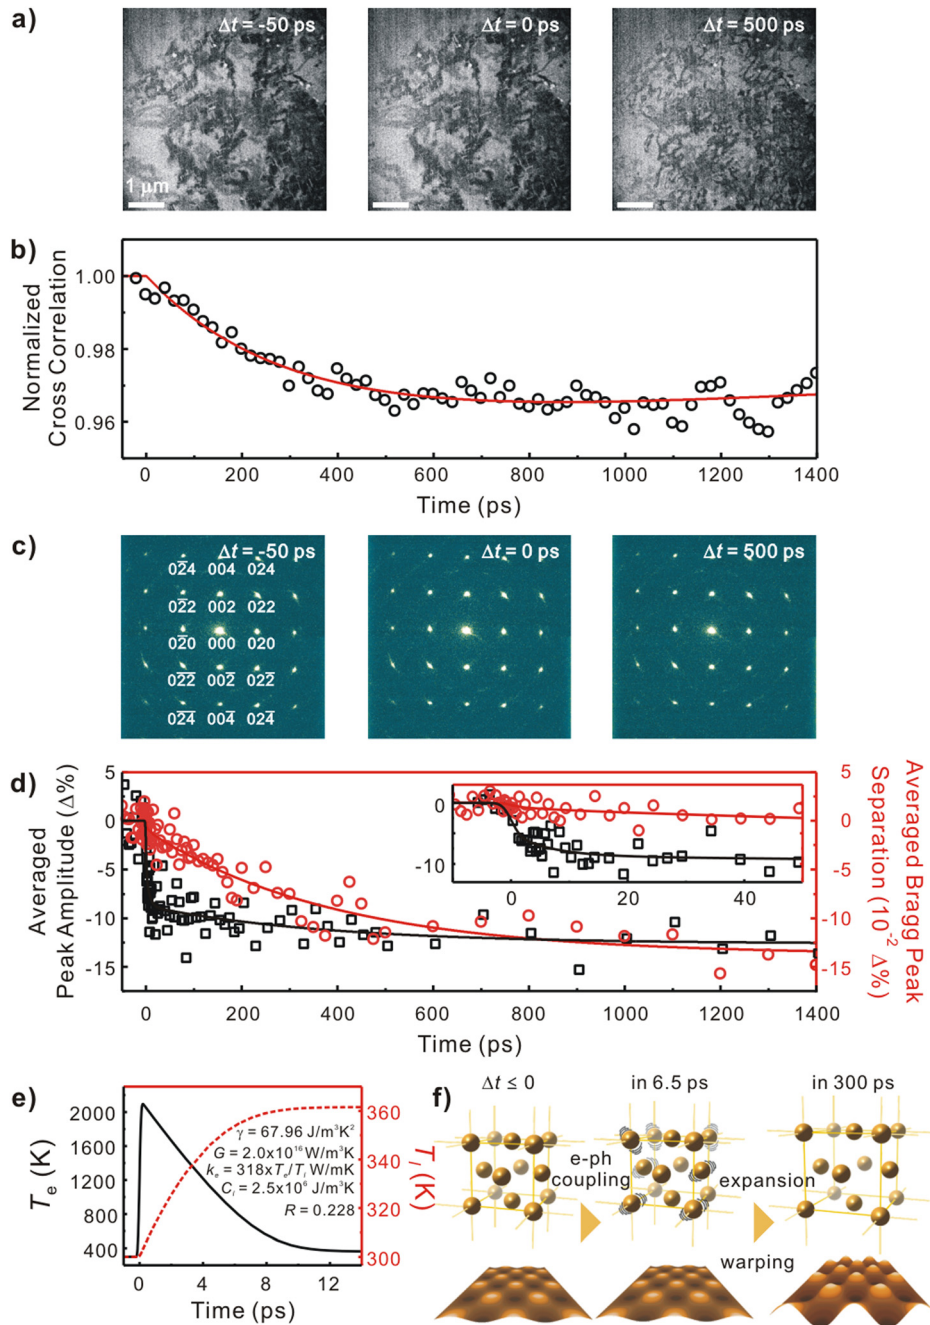 a)
Δt = -50 ps
Δt = 0 ps
Δt = 500 ps
1 μm
b)
Normalized
Cross Correlation
1.00
0.98
0.96
0 200 400 600 800 1000 1200 1400
Time (ps)
c)
Δt = -50 ps
Δt = 0 ps
Δt = 500 ps
02̄4 004 024
02̄2 002 022
02̄0 000 020
02̄2̄ 002̄ 022̄
02̄4̄ 004̄ 024̄
d)
Averaged
Peak Amplitude (Δ%)
5
0
-5
-10
-15
0
-10
0 20 40
5
0
-5
-10
-15
Averaged Bragg Peak
Separation (10⁻² Δ%)
0 200 400 600 800 1000 1200 1400
Time (ps)
e)
Tₑ (K)
2000
1600
1200
800
400
γ = 67.96 J/m³K²
G = 2.0x10¹⁶ W/m³K
kₑ = 318xTₑ/Tₗ W/mK
Cₗ = 2.5x10⁶ J/m³K
R = 0.228
360
340
320
300
Tₗ (K)
0 4 8 12
Time (ps)
f)
Δt ≤ 0
in 6.5 ps
in 300 ps
e-ph
coupling
expansion
warping